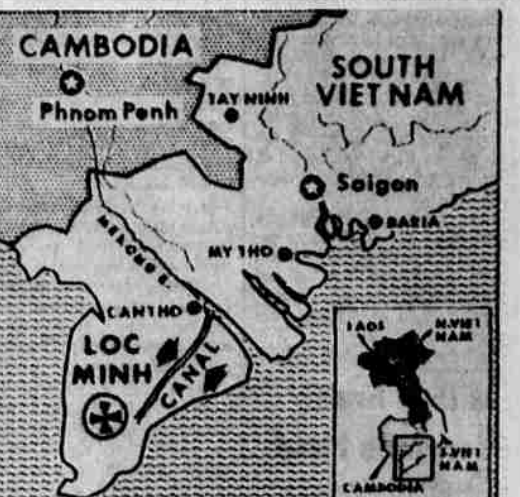 CAMBODIA
Phnom Penh
TAY NINH
SOUTH
VIET NAM
Saigon
BARIA
MEKONG R.
MY THO
CANTHO
LOC
MINH
CANAL
LAOS
N.VIET
NAM
S.VIET
NAM
CAMBODIA